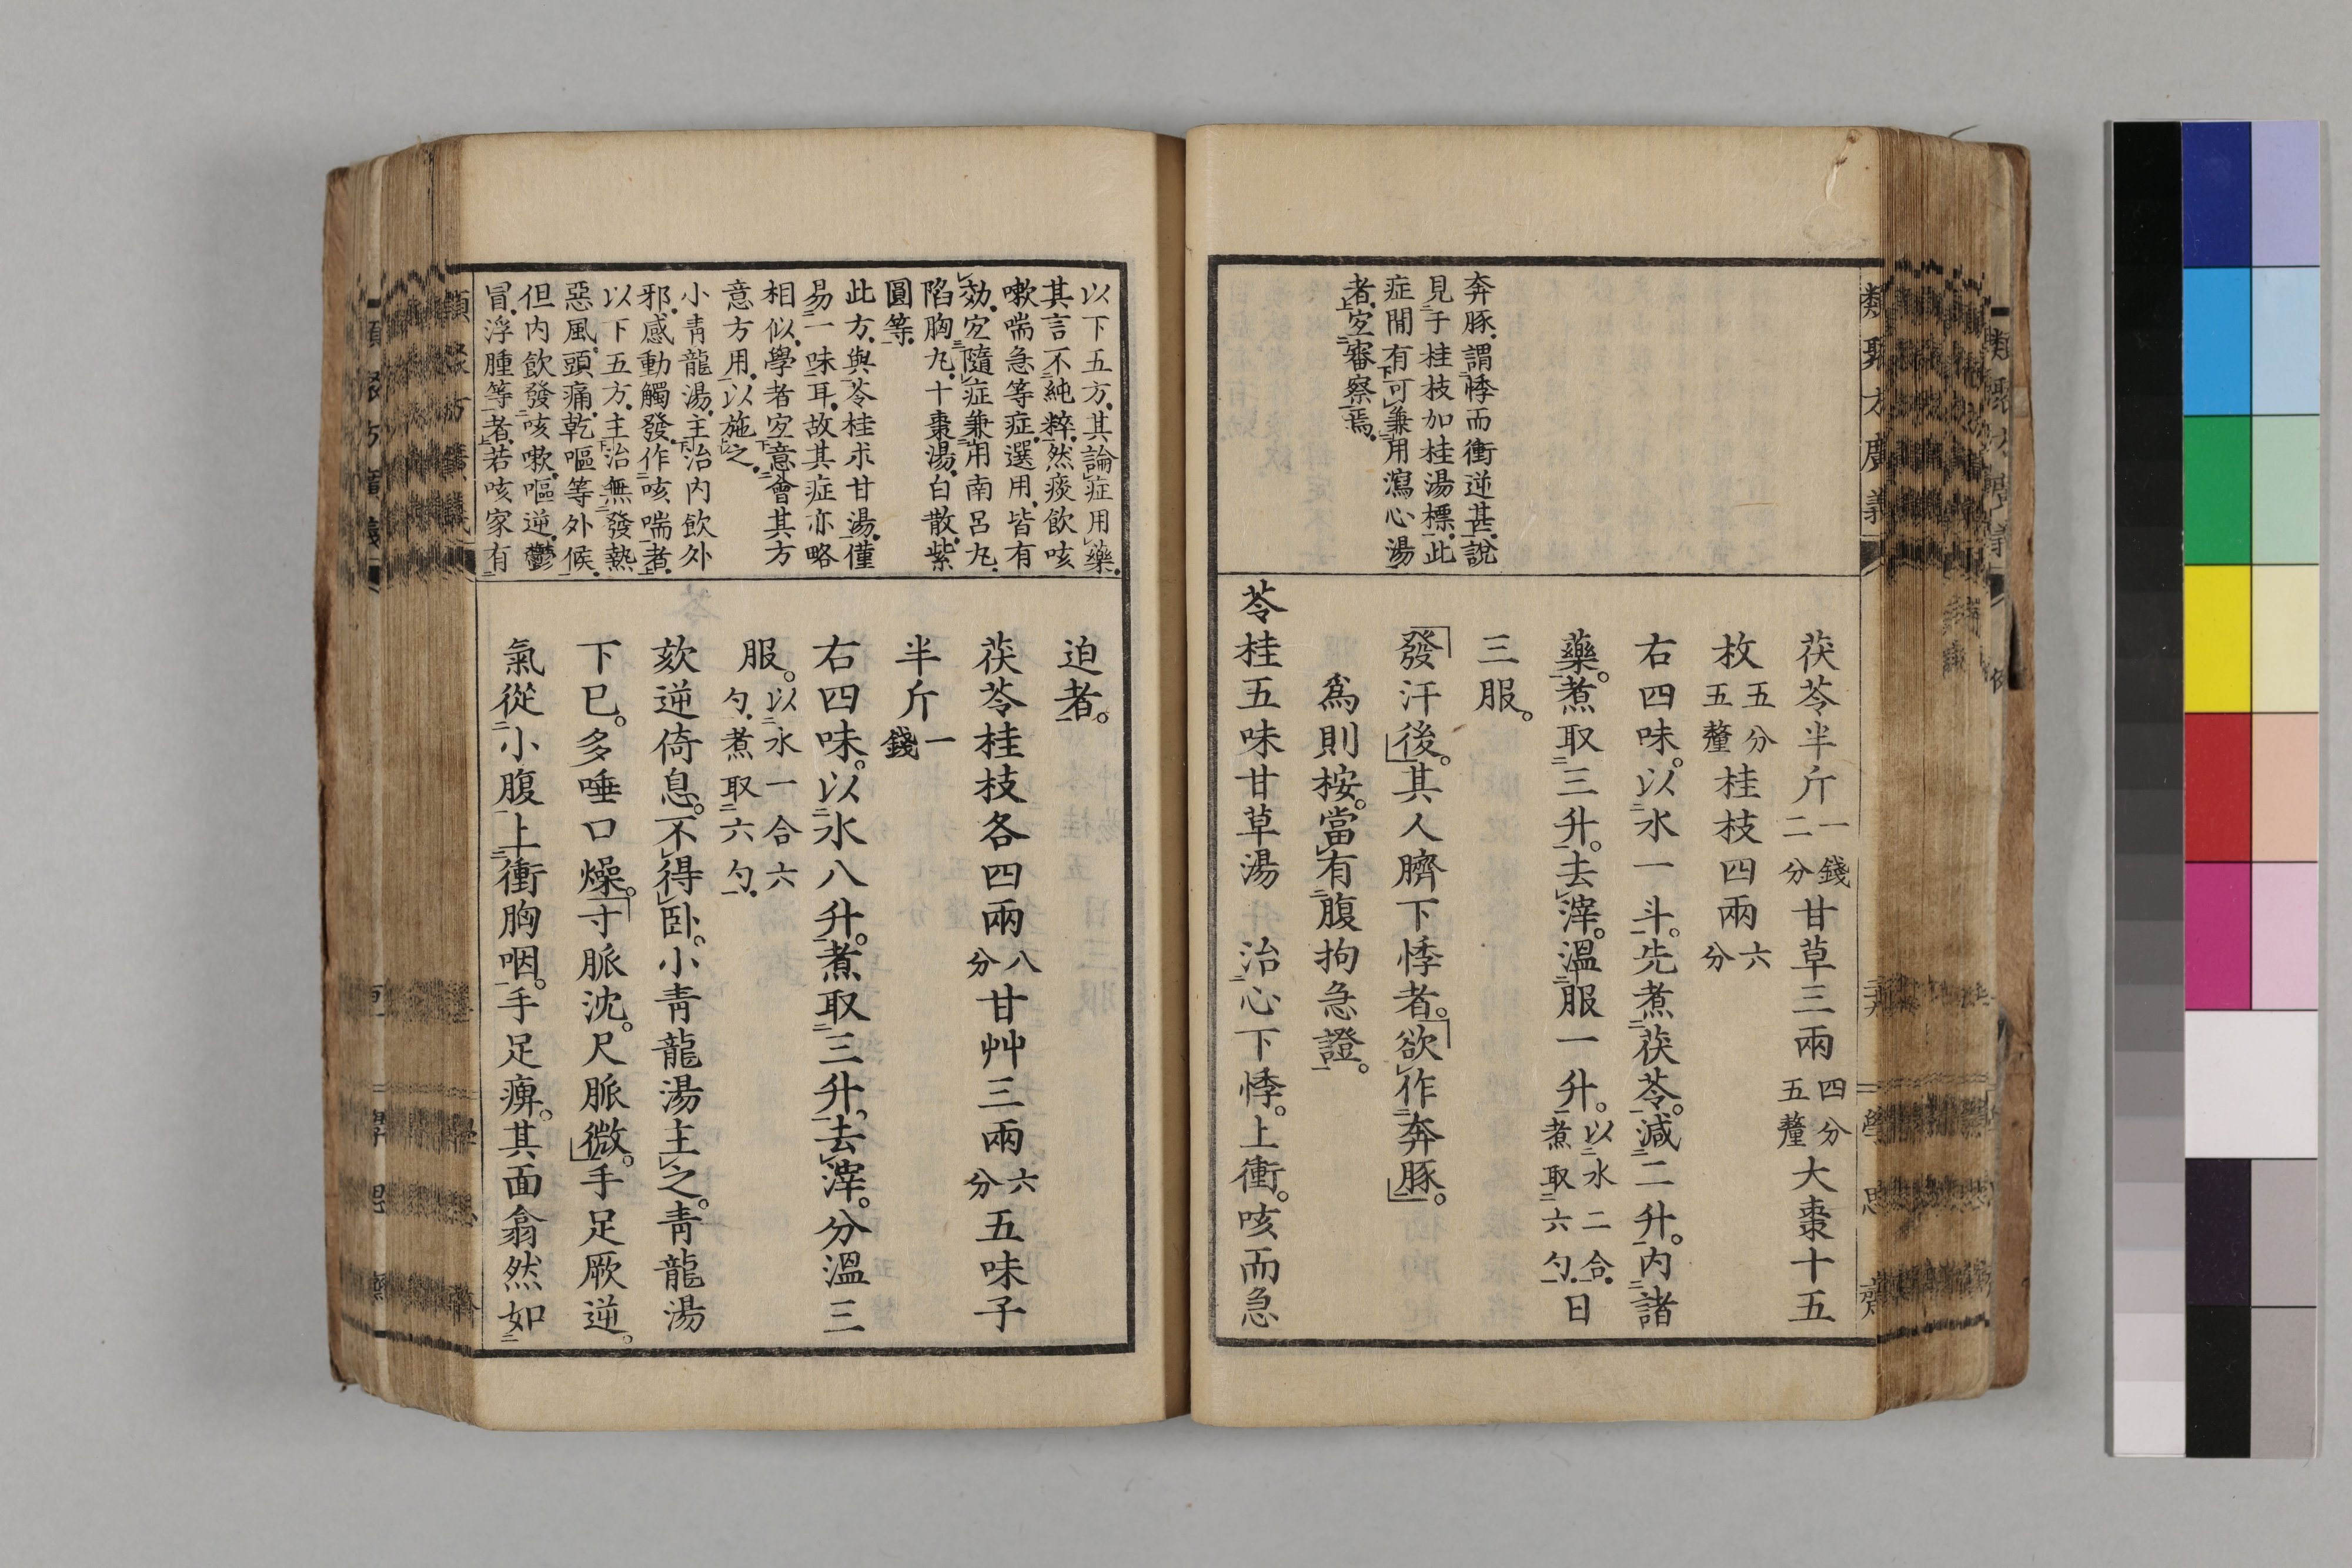 類聚方廣義
奔豚謂悸而衝逆甚說
見于桂枝加桂湯標此
症間有可兼用瀉心湯
者宜審察焉
茯苓半斤一錢二分甘草三兩四分五釐大棗十五
枚五分五釐桂枝四兩六分
右四味。以水一斗。先煮茯苓。減二升。內諸
藥。煮取三升。去滓。溫服一升。以水二合。煮取六勺。日
三服。
「發汗後」。其人臍下悸者。「欲作奔豚」。
爲則桉。當有腹拘急證。
苓桂五味甘草湯 治心下悸。上衝。咳而急
以下五方其論症用藥
其言不純粹然痰飲咳
嗽喘急等症選用皆有
効宜隨症兼用南呂丸
陷胸丸十棗湯白散紫
圓等
此方與苓桂朮甘湯僅
易一味耳故其症亦略
相似學者宜意會其方
意方用以施之
小靑龍湯主治內飲外
邪感動觸發作咳喘者
以下五方主治無發熱
惡風頭痛乾嘔等外候
但內飲發咳嗽嘔逆鬱
冒浮腫等者若咳家有
迫者。
茯苓桂枝各四兩八分甘艸三兩六分五味子
半斤一錢
右四味。以水八升。煮取三升。去滓。分溫三
服。以水一合六勺。煮取六勺。
欬逆倚息。不得臥。小靑龍湯主之。靑龍湯
下已。多唾口燥。「寸脈沈。尺脈微」。手足厥逆。
氣從小腹上衝胸咽。手足痹。其面翕然如